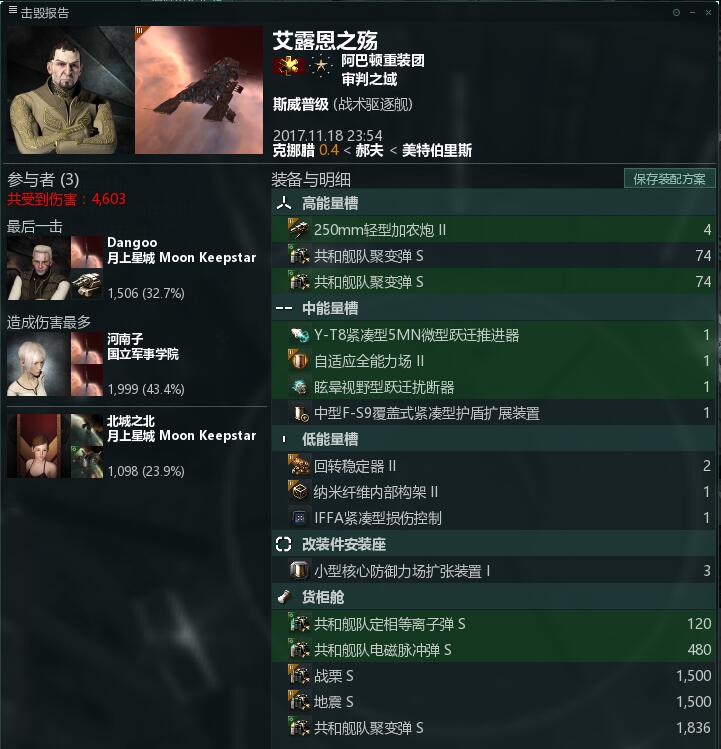 击毁报告
艾露恩之殇
阿巴顿重装团
审判之域
斯威普级 (战术驱逐舰)
2017.11.18 23:54
克挪腊 0.4 < 郝夫 < 美特伯里斯
参与者 (3)
共受到伤害：4,603
最后一击
Dangoo
月上星城 Moon Keepstar
1,506 (32.7%)
造成伤害最多
河南子
国立军事学院
1,999 (43.4%)
北城之北
月上星城 Moon Keepstar
1,098 (23.9%)
装备与明细
保存装配方案
高能量槽
250mm轻型加农炮 II 4
共和舰队聚变弹 S 74
共和舰队聚变弹 S 74
中能量槽
Y-T8紧凑型5MN微型跃迁推进器 1
自适应全能力场 II 1
眩晕视野型跃迁扰断器 1
中型F-S9覆盖式紧凑型护盾扩展装置 1
低能量槽
回转稳定器 II 2
纳米纤维内部构架 II 1
IFFA紧凑型损伤控制 1
改装件安装座
小型核心防御力场扩张装置 I 3
货柜舱
共和舰队定相等离子弹 S 120
共和舰队电磁脉冲弹 S 480
战栗 S 1,500
地震 S 1,500
共和舰队聚变弹 S 1,836